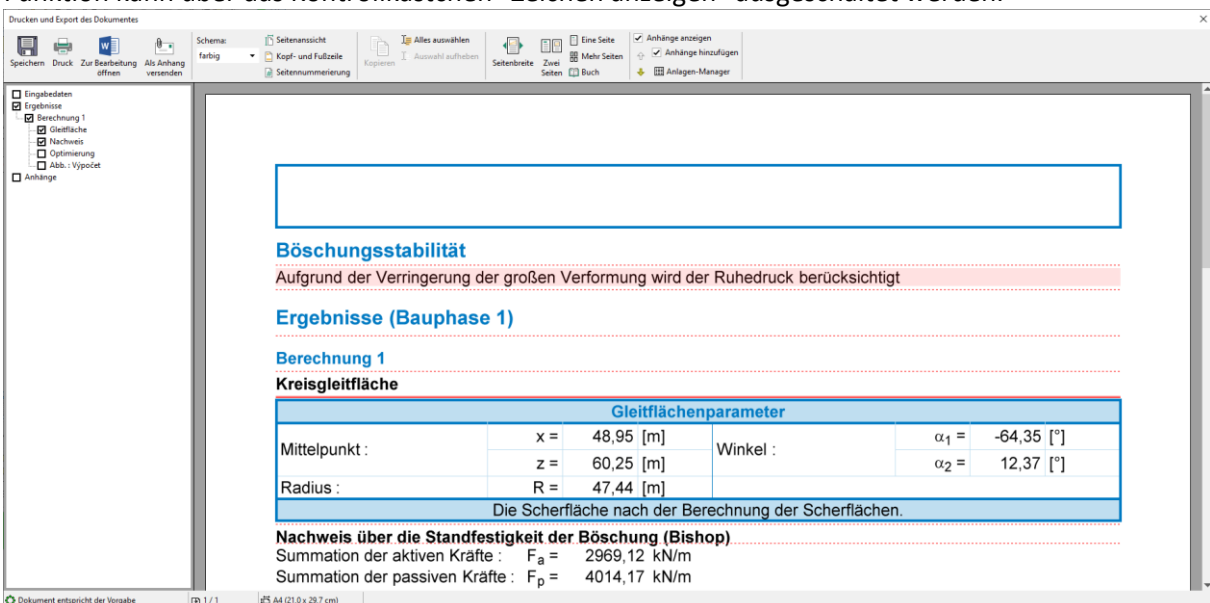 Funktion kann über das Kontrollkästchen "Zeichen anzeigen" ausgeschaltet werden.
Drucken und Export des Dokumentes
Speichern
Druck
Zur Bearbeitung öffnen
Als Anhang versenden
Schema:
farbig
Seitenansicht
Kopf- und Fußzeile
Seitennummerierung
Kopieren
Alles auswählen
Auswahl aufheben
Seitenbreite
Zwei Seiten
Eine Seite
Mehr Seiten
Buch
Anhänge anzeigen
Anhänge hinzufügen
Anlagen-Manager
Eingabedaten
Ergebnisse
Berechnung 1
Gleitfläche
Nachweis
Optimierung
Abb. : Výpočet
Anhänge
Böschungsstabilität
Aufgrund der Verringerung der großen Verformung wird der Ruhedruck berücksichtigt
Ergebnisse (Bauphase 1)
Berechnung 1
Kreisgleitfläche
Gleitflächenparameter
Mittelpunkt : x = 48,95 [m] Winkel : α1 = -64,35 [°]
z = 60,25 [m] α2 = 12,37 [°]
Radius : R = 47,44 [m]
Die Scherfläche nach der Berechnung der Scherflächen.
Nachweis über die Standfestigkeit der Böschung (Bishop)
Summation der aktiven Kräfte : Fa = 2969,12 kN/m
Summation der passiven Kräfte : Fp = 4014,17 kN/m
Dokument entspricht der Vorgabe 1 / 1 A4 (21,0 x 29,7 cm)